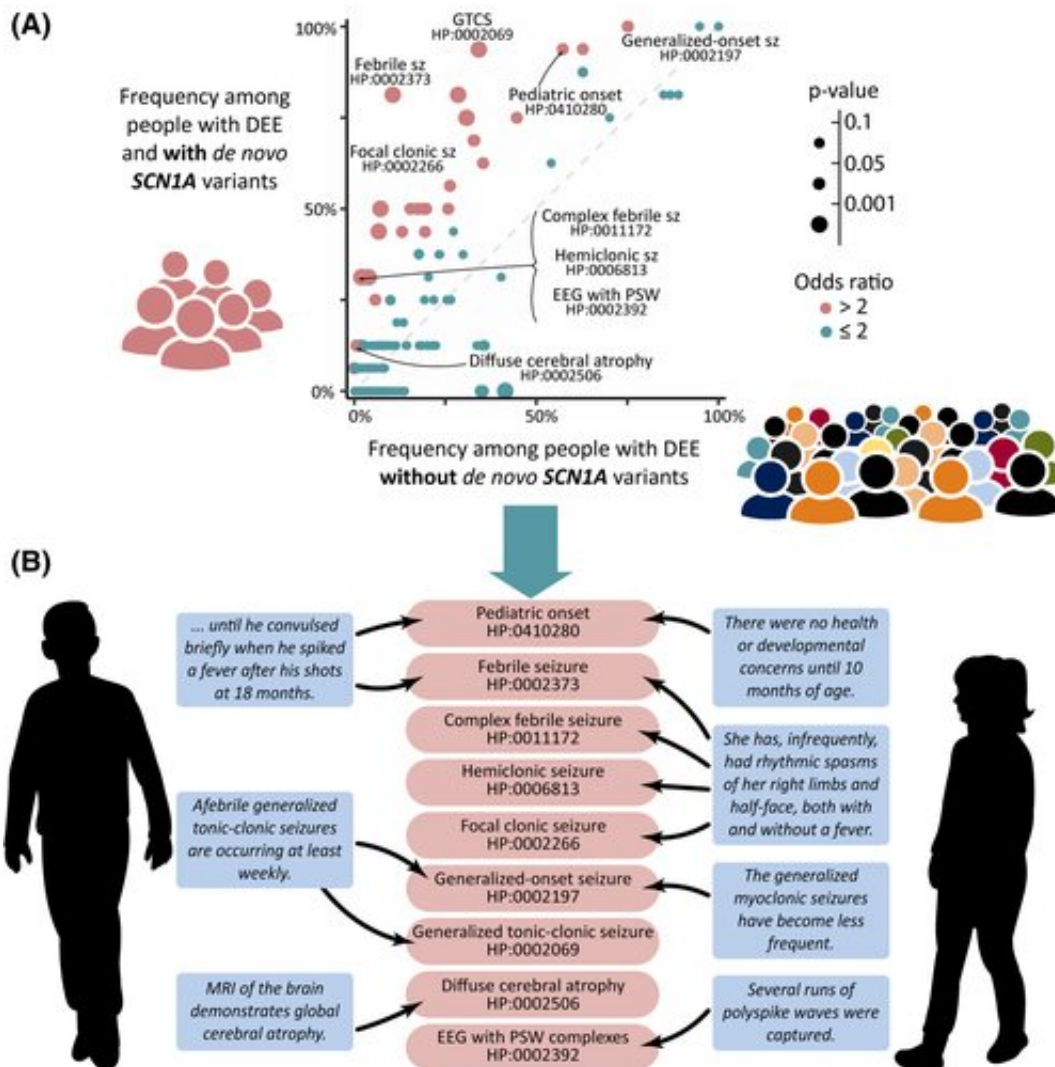 (A)
100%
50%
0%
0%
50%
100%
GTCS
HP:0002069
Febrile sz
HP:0002373
Generalized-onset sz
HP:0002197
Pediatric onset
HP:0410280
Focal clonic sz
HP:0002266
Complex febrile sz
HP:0011172
Hemiclonic sz
HP:0006813
EEG with PSW
HP:0002392
Diffuse cerebral atrophy
HP:0002506
Frequency among
people with DEE
and with de novo
SCN1A variants
p-value
0.1
0.05
0.001
Odds ratio
> 2
≤ 2
Frequency among people with DEE
without de novo SCN1A variants
(B)
... until he convulsed
briefly when he spiked
a fever after his shots
at 18 months.
Afebrile generalized
tonic-clonic seizures
are occurring at least
weekly.
MRI of the brain
demonstrates global
cerebral atrophy.
Pediatric onset
HP:0410280
Febrile seizure
HP:0002373
Complex febrile seizure
HP:0011172
Hemiclonic seizure
HP:0006813
Focal clonic seizure
HP:0002266
Generalized-onset seizure
HP:0002197
Generalized tonic-clonic seizure
HP:0002069
Diffuse cerebral atrophy
HP:0002506
EEG with PSW complexes
HP:0002392
There were no health
or developmental
concerns until 10
months of age.
She has, infrequently,
had rhythmic spasms
of her right limbs and
half-face, both with
and without a fever.
The generalized
myoclonic seizures
have become less
frequent.
Several runs of
polyspike waves were
captured.